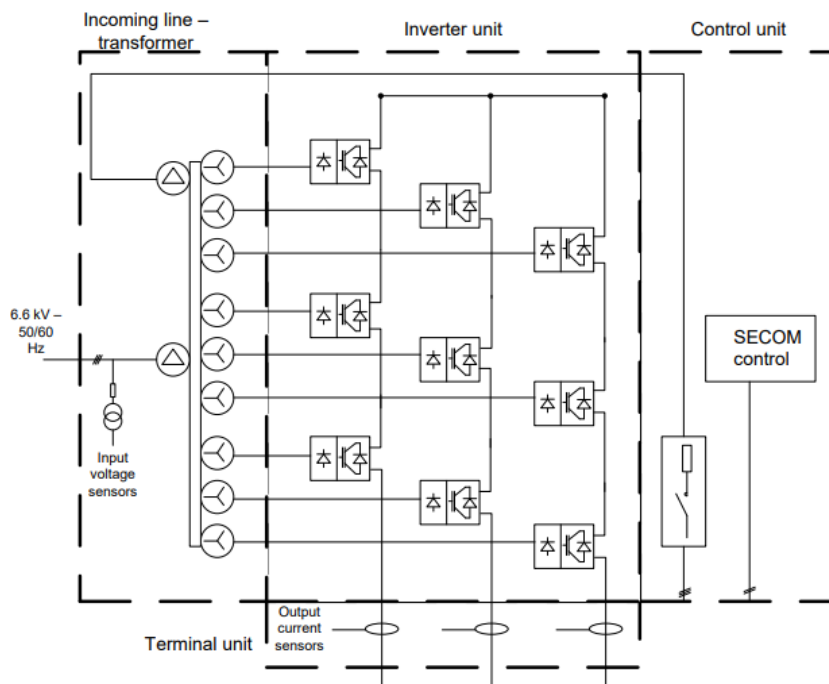 Incoming line –
transformer
Inverter unit
Control unit
6.6 kV –
50/60
Hz
SECOM
control
Input
voltage
sensors
Output
current
sensors
Terminal unit